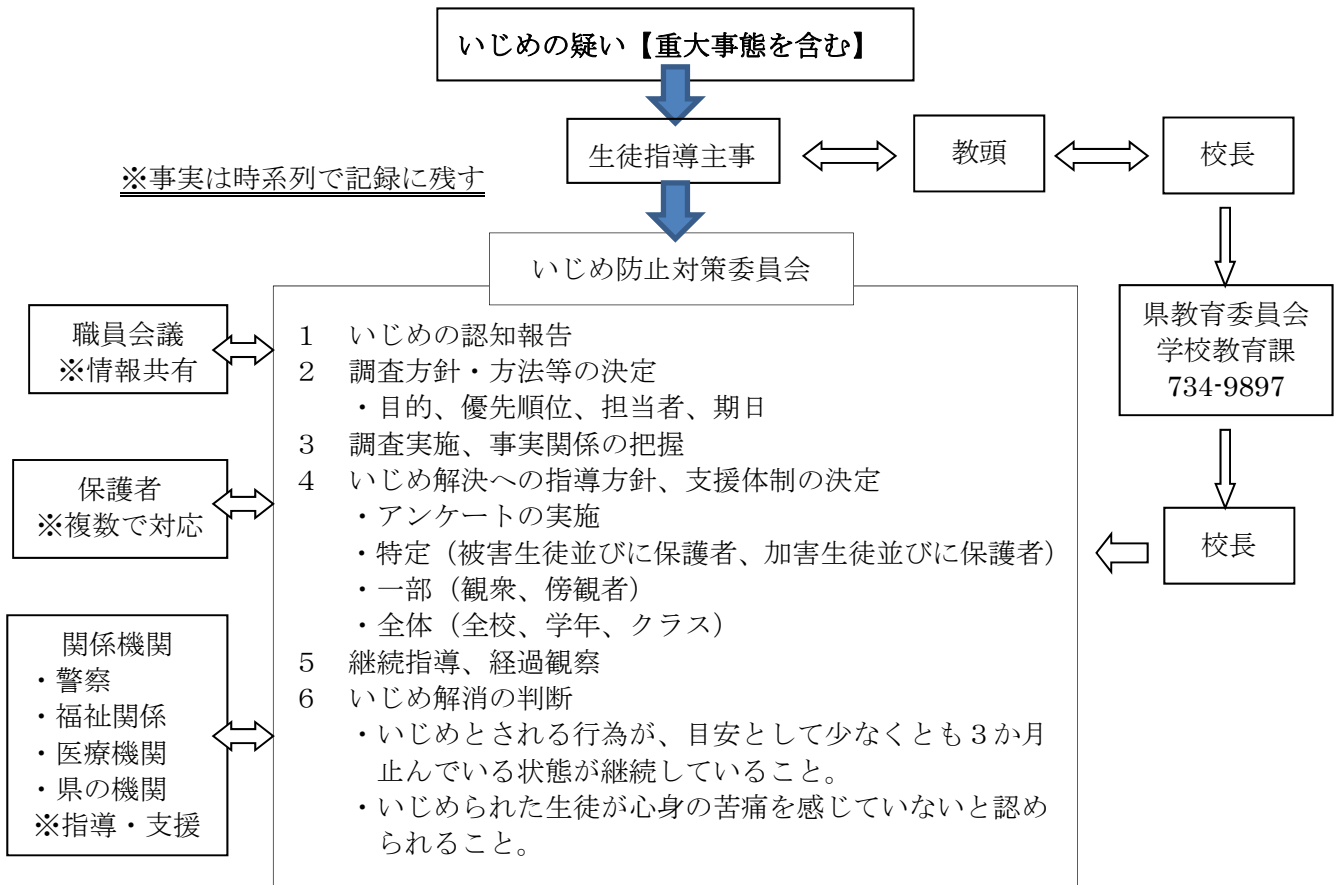 いじめの疑い【重大事態を含む】
生徒指導主事
教頭
校長
※事実は時系列で記録に残す
いじめ防止対策委員会
職員会議
※情報共有
保護者
※複数で対応
関係機関
・警察
・福祉関係
・医療機関
・県の機関
※指導・支援
1 いじめの認知報告
2 調査方針・方法等の決定
・目的、優先順位、担当者、期日
3 調査実施、事実関係の把握
4 いじめ解決への指導方針、支援体制の決定
・アンケートの実施
・特定（被害生徒並びに保護者、加害生徒並びに保護者）
・一部（観衆、傍観者）
・全体（全校、学年、クラス）
5 継続指導、経過観察
6 いじめ解消の判断
・いじめとされる行為が、目安として少なくとも３か月
止んでいる状態が継続していること。
・いじめられた生徒が心身の苦痛を感じていないと認め
られること。
県教育委員会
学校教育課
734-9897
校長